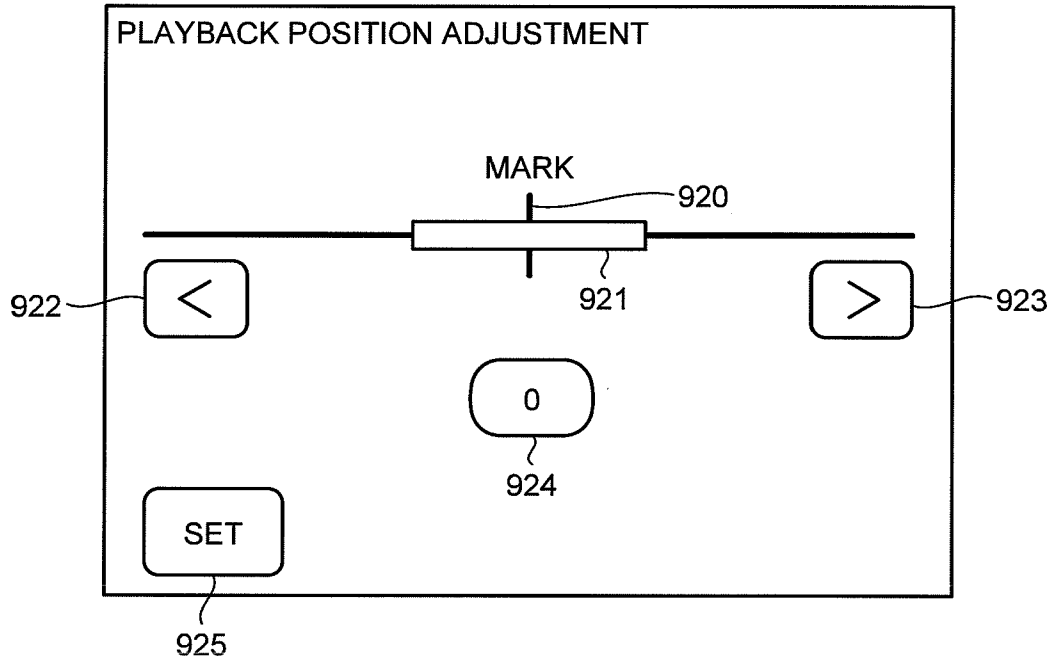 PLAYBACK POSITION ADJUSTMENT
MARK
920
921
922 < > 923
0
924
SET
925